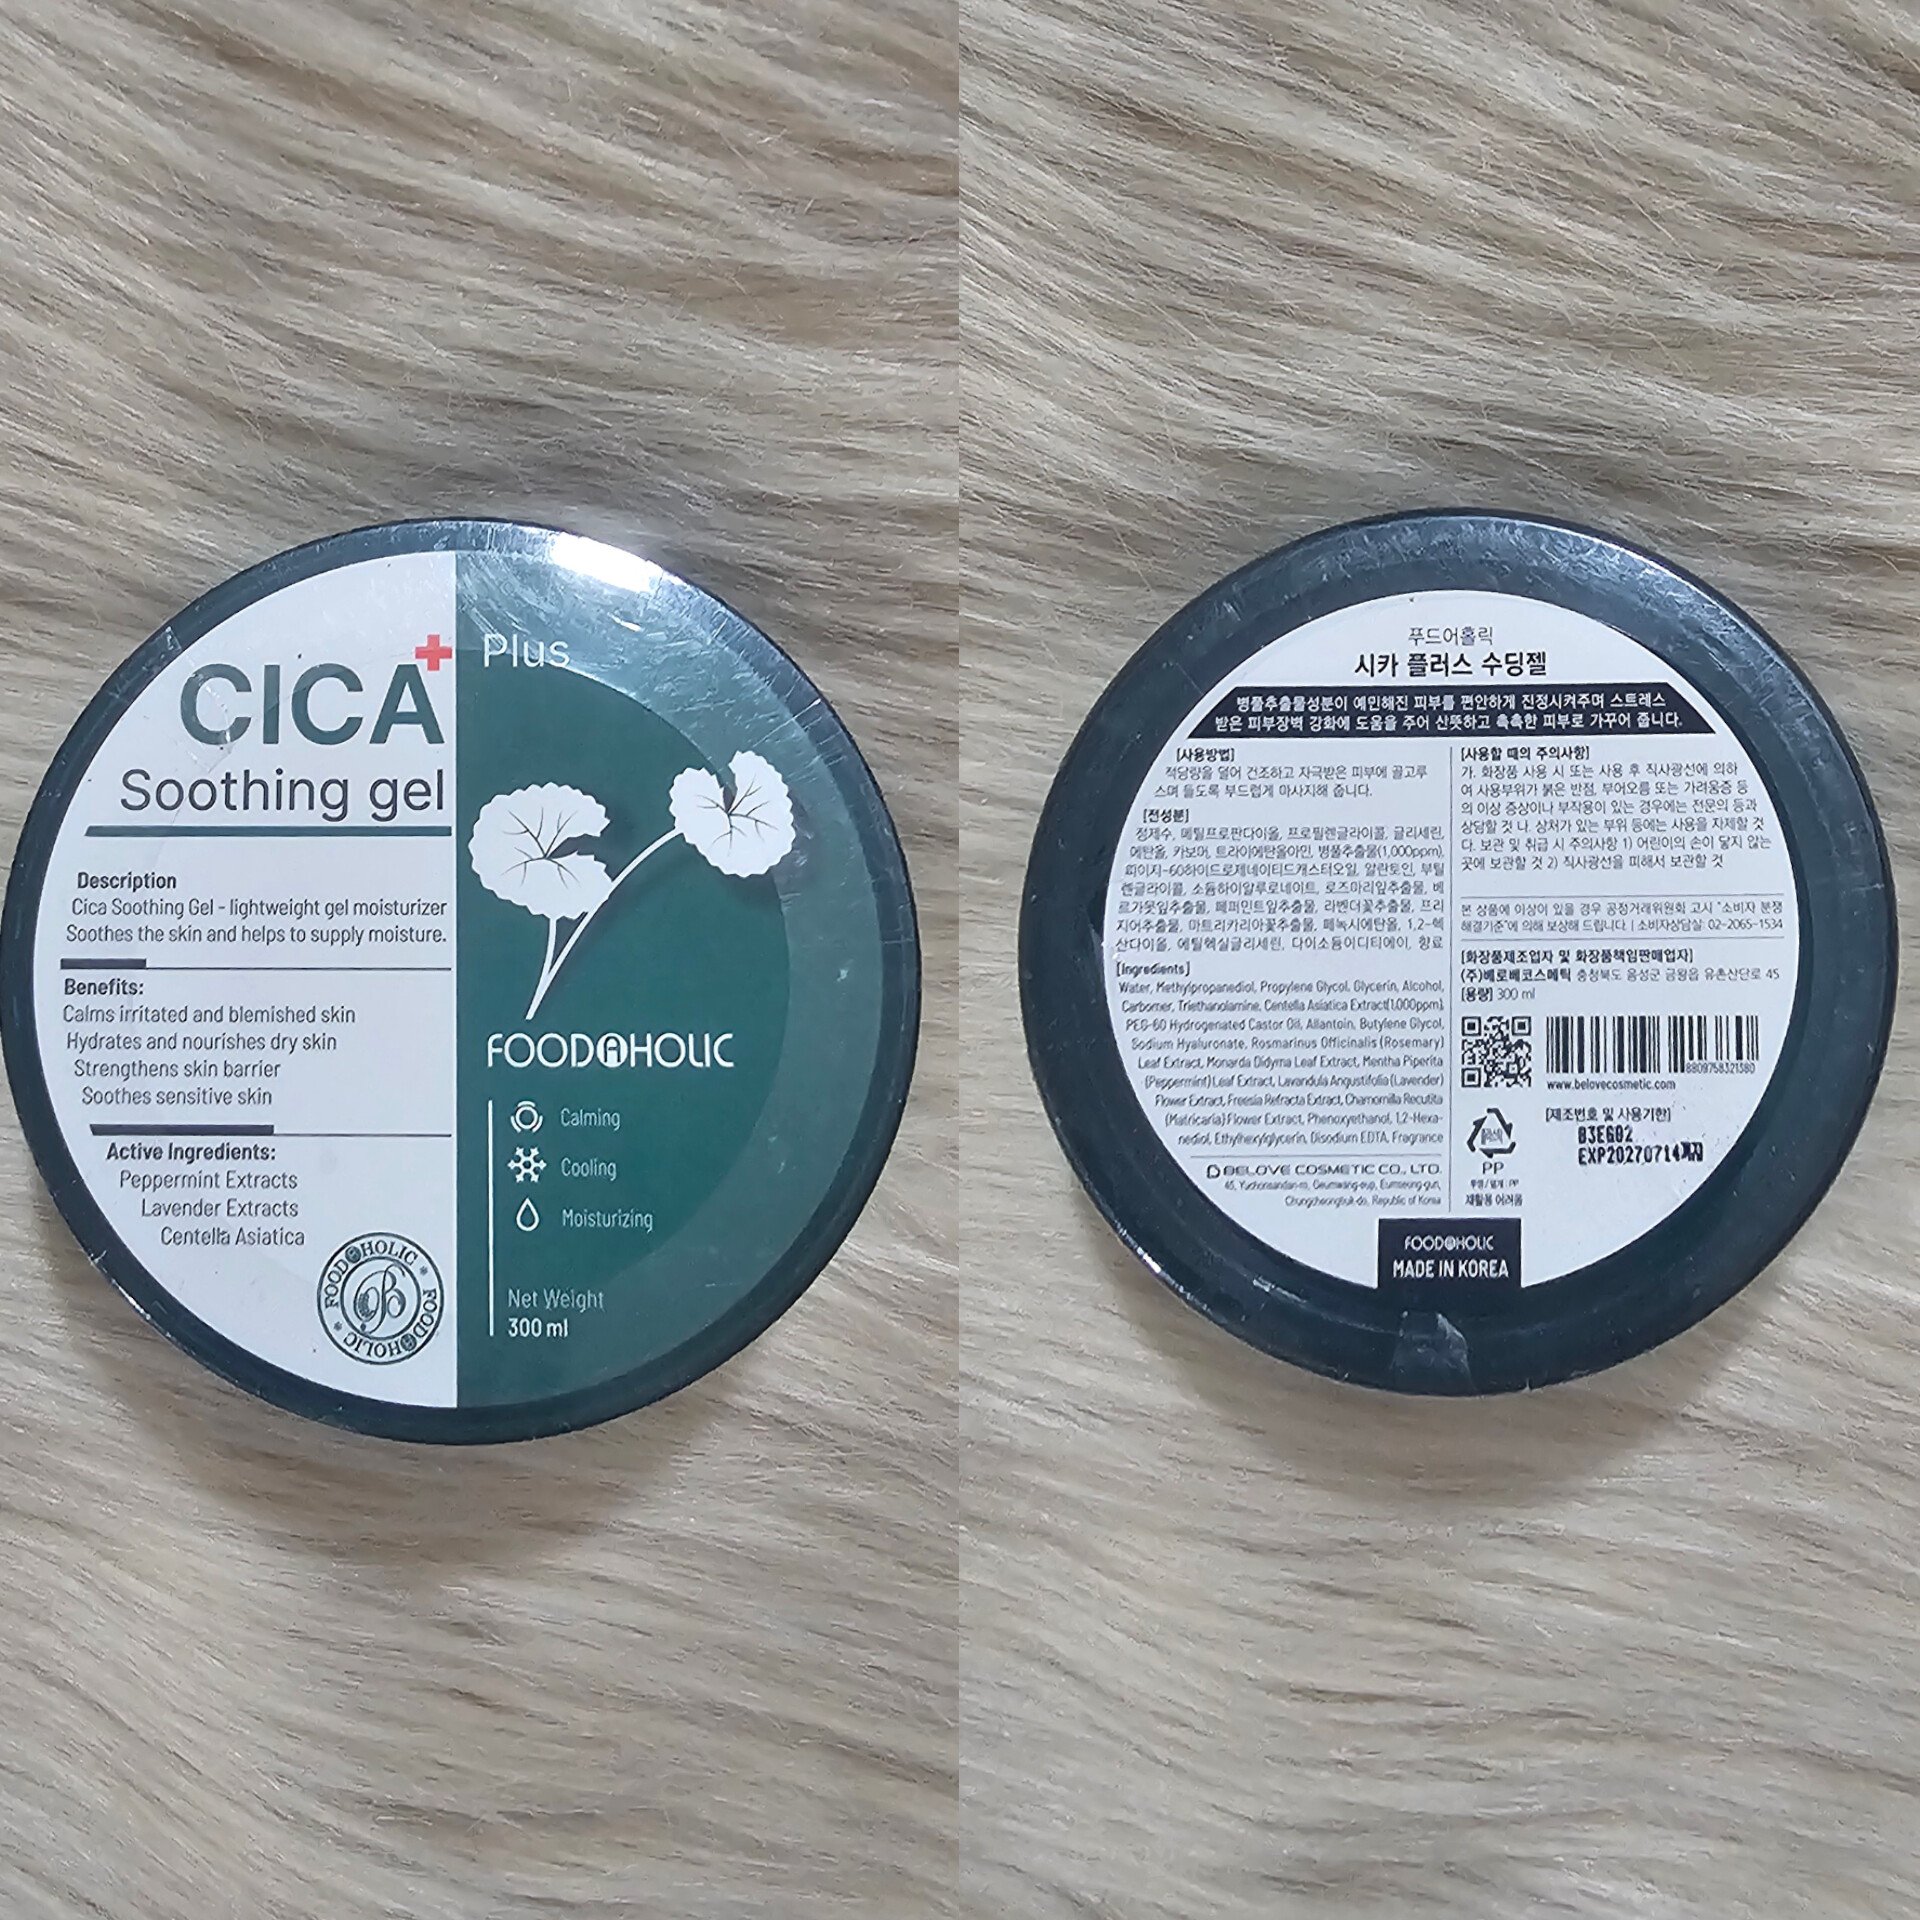 CICA+ Plus
Soothing gel
Description
Cica Soothing Gel - lightweight gel moisturizer
Soothes the skin and helps to supply moisture.
Benefits:
Calms irritated and blemished skin
Hydrates and nourishes dry skin
Strengthens skin barrier
Soothes sensitive skin
Active Ingredients:
Peppermint Extracts
Lavender Extracts
Centella Asiatica
FOODAHOLIC * FOODAHOLIC *
FOODAHOLIC
Calming
Cooling
Moisturizing
Net Weight
300 ml
푸드어홀릭
시카 플러스 수딩젤
병풀추출물성분이 예민해진 피부를 편안하게 진정시켜주며 스트레스
받은 피부장벽 강화에 도움을 주어 산뜻하고 촉촉한 피부로 가꾸어 줍니다.
[사용방법]
적당량을 덜어 건조하고 자극받은 피부에 골고루
스며 들도록 부드럽게 마사지해 줍니다.
[전성분]
정제수, 메틸프로판다이올, 프로필렌글라이콜, 글리세린,
에탄올, 카보머, 트라이에탄올아민, 병풀추출물(1,000ppm),
피이지-60하이드로제네이티드캐스터오일, 알란토인, 부틸
렌글라이콜, 소듐하이알루로네이트, 로즈마리잎추출물, 베
르가못잎추출물, 페퍼민트잎추출물, 라벤더꽃추출물, 프리
지어추출물, 마트리카리아꽃추출물, 페녹시에탄올, 1,2-헥
산다이올, 에틸헥실글리세린, 다이소듐이디티에이, 향료
[Ingredients]
Water, Methylpropanediol, Propylene Glycol, Glycerin, Alcohol,
Carbomer, Triethanolamine, Centella Asiatica Extract(1,000ppm),
PEG-60 Hydrogenated Castor Oil, Allantoin, Butylene Glycol,
Sodium Hyaluronate, Rosmarinus Officinalis (Rosemary)
Leaf Extract, Monarda Didyma Leaf Extract, Mentha Piperita
(Peppermint) Leaf Extract, Lavandula Angustifolia (Lavender)
Flower Extract, Freesia Refracta Extract, Chamomilla Recutita
(Matricaria) Flower Extract, Phenoxyethanol, 1,2-Hexa-
nediol, Ethylhexylglycerin, Disodium EDTA, Fragrance
BELOVE COSMETIC CO., LTD.
45, Yuchonsandan-ro, Geumwang-eup, Eumseong-gun,
Chungcheongbuk-do, Republic of Korea
[사용할 때의 주의사항]
가. 화장품 사용 시 또는 사용 후 직사광선에 의하
여 사용부위가 붉은 반점, 부어오름 또는 가려움증 등
의 이상 증상이나 부작용이 있는 경우에는 전문의 등과
상담할 것 나. 상처가 있는 부위 등에는 사용을 자제할 것
다. 보관 및 취급 시 주의사항 1) 어린이의 손이 닿지 않는
곳에 보관할 것 2) 직사광선을 피해서 보관할 것
본 상품에 이상이 있을 경우 공정거래위원회 고시 "소비자 분쟁
해결기준"에 의해 보상해 드립니다. | 소비자상담실: 02-2065-1534
[화장품제조업자 및 화장품책임판매업자]
(주)베로베코스메틱 충청북도 음성군 금왕읍 유촌산단로 45
[용량] 300 ml
8809758321380
www.belovecosmetic.com
PP
재활용 어려움
[제조번호 및 사용기한]
B3EG02
EXP20270714까지
FOODAHOLIC
MADE IN KOREA